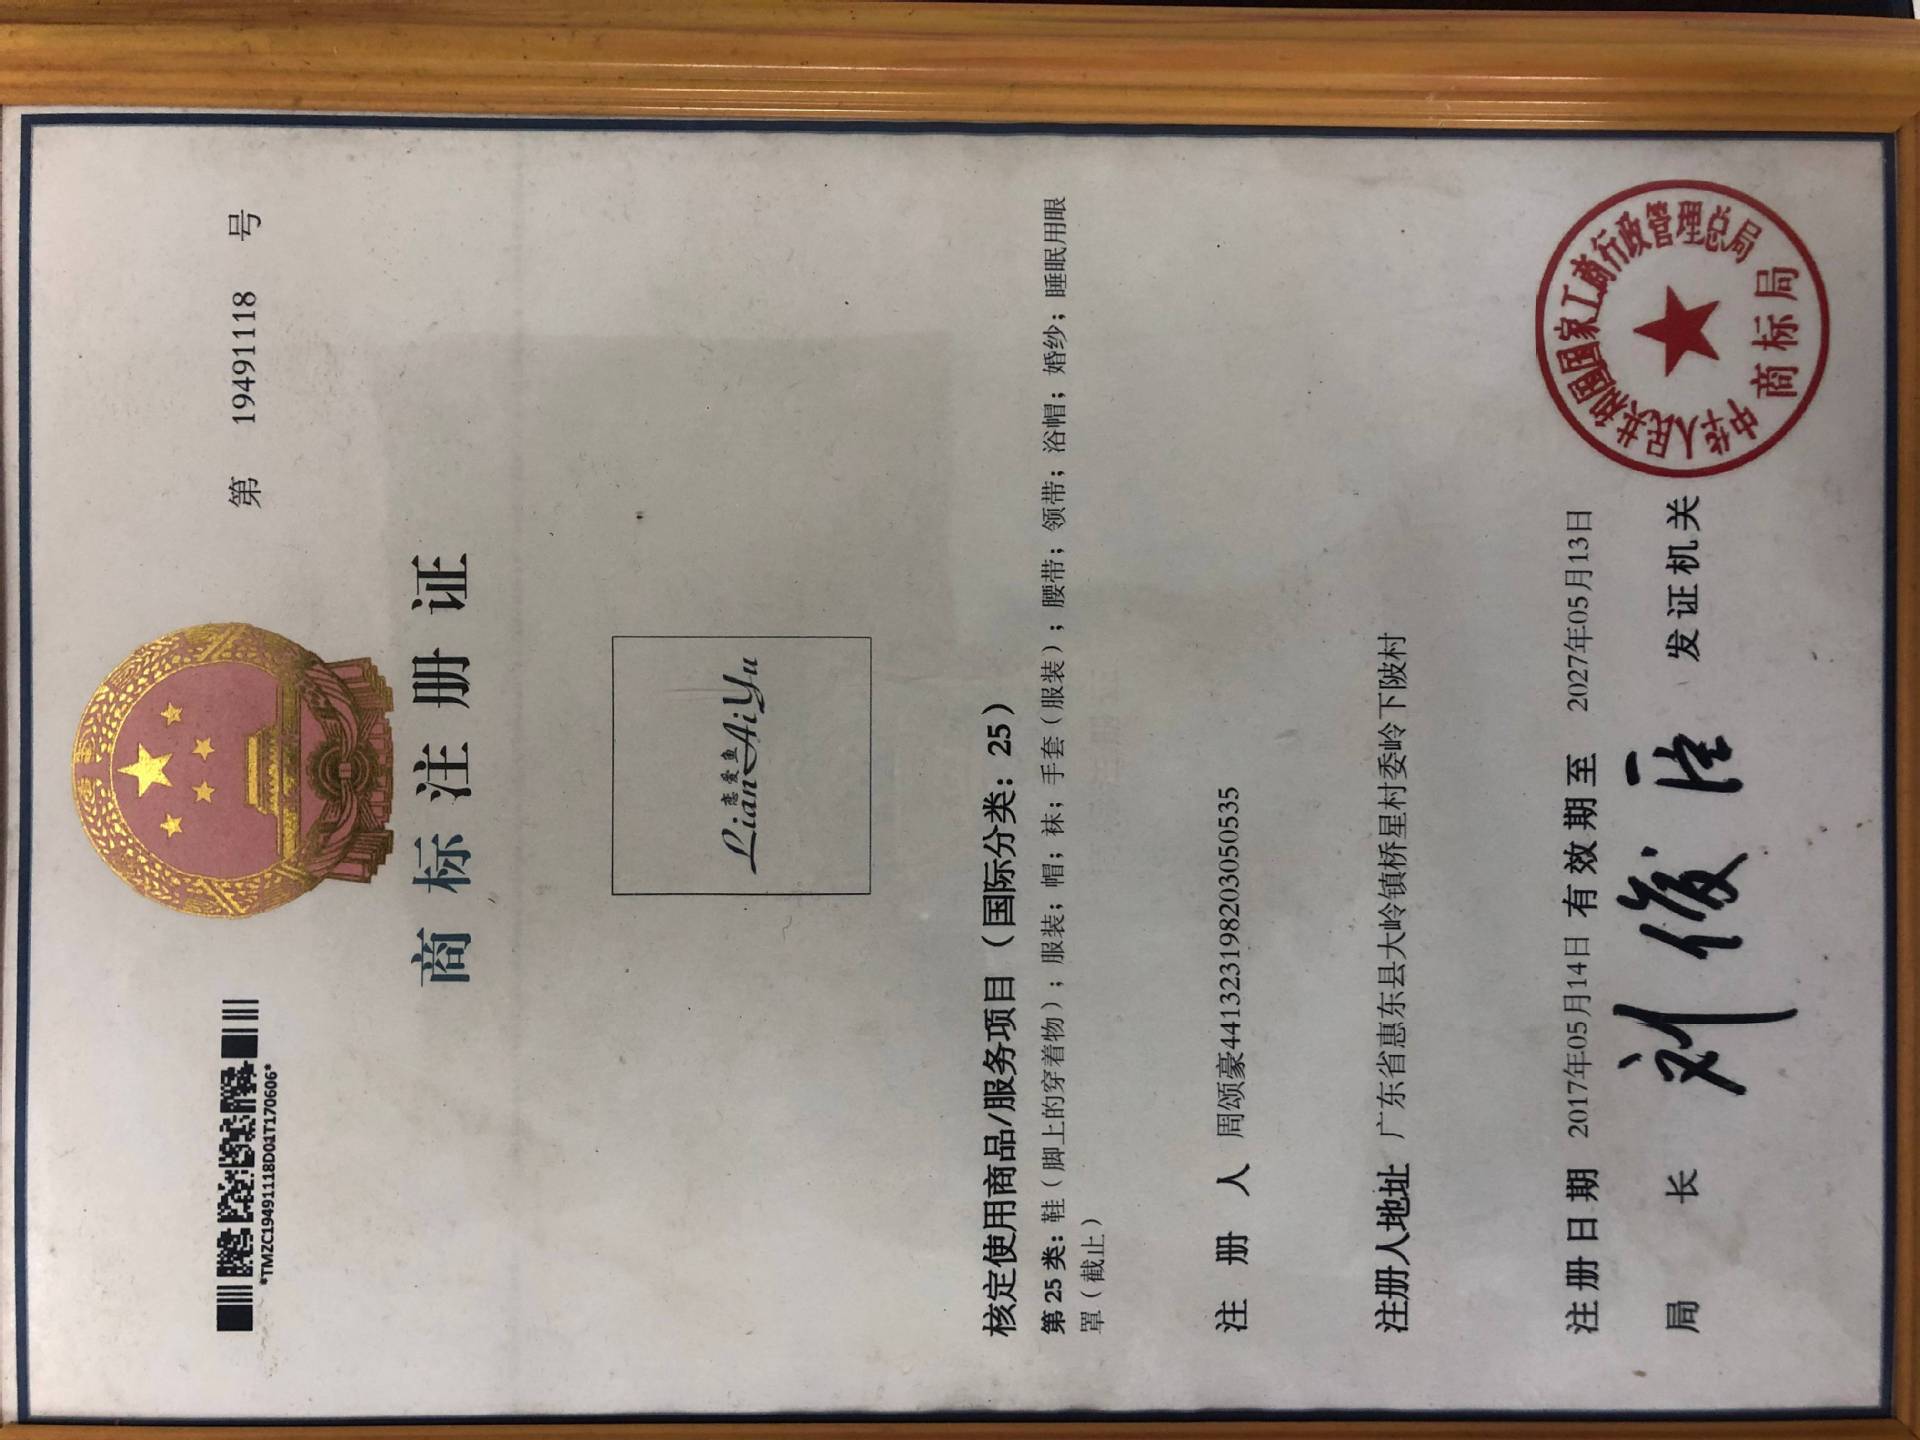 *TMZC19491118D01T170606*
第 19491118 号
商标注册证
恋爱鱼
LianAiYu
核定使用商品/服务项目（国际分类：25）
第25类：鞋（脚上的穿着物）；服装；帽；袜；手套（服装）；腰带；领带；浴帽；婚纱；睡眠用眼
罩（截止）
注册人 周颂豪441323198203050535
注册人地址 广东省惠东县大岭镇桥星村委岭下陂村
注册日期 2017年05月14日 有效期至 2027年05月13日
局长 刘俊臣 发证机关
中华人民共和国国家工商行政管理总局
商标局